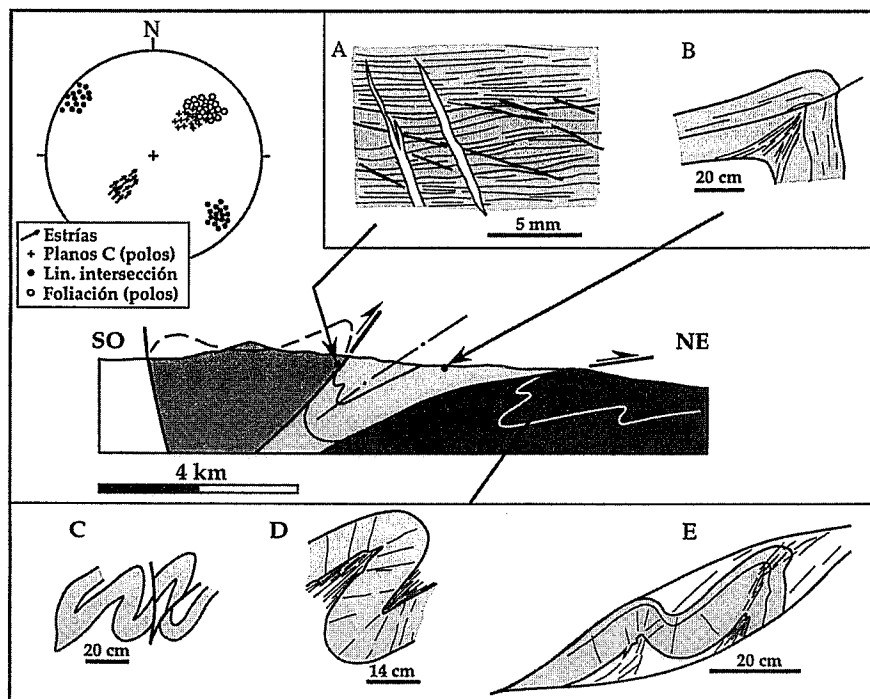 N
Estrías
+ Planos C (polos)
• Lin. intersección
o Foliación (polos)
A
5 mm
B
20 cm
SO
NE
4 km
C
20 cm
D
14 cm
E
20 cm